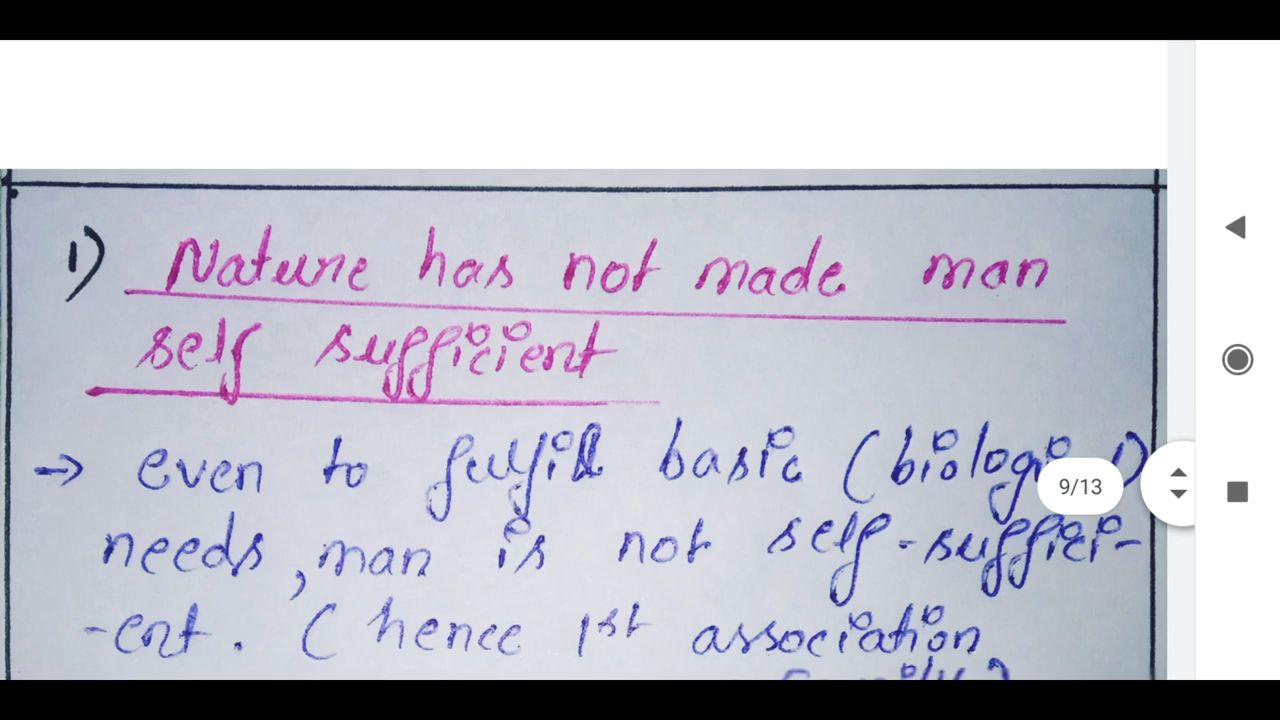 1) Nature has not made man
self sufficient
→ even to fulfill basic (
needs, man is not self-suffici-
-ent. (hence 1st association
9/13